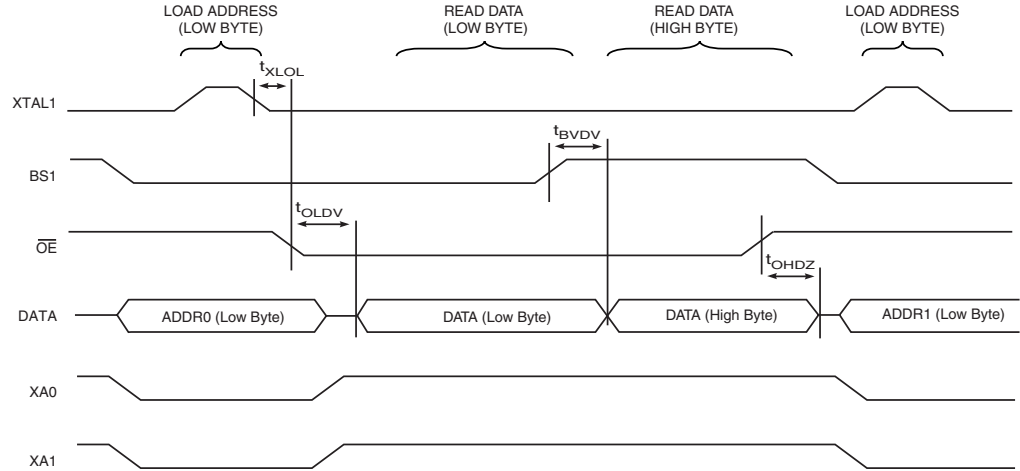 LOAD ADDRESS
(LOW BYTE)
READ DATA
(LOW BYTE)
READ DATA
(HIGH BYTE)
LOAD ADDRESS
(LOW BYTE)
tXLOL
XTAL1
tBVDV
BS1
tOLDV
OE
tOHDZ
DATA
ADDR0 (Low Byte)
DATA (Low Byte)
DATA (High Byte)
ADDR1 (Low Byte)
XA0
XA1